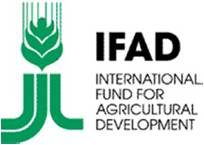 IFAD
INTERNATIONAL
FUND FOR
AGRICULTURAL
DEVELOPMENT